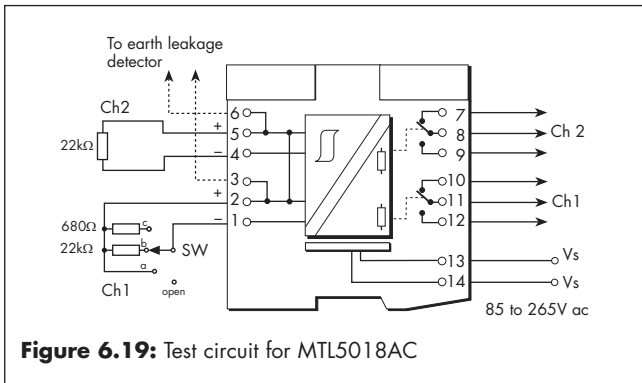 To earth leakage
detector
Ch2
22kΩ
+
–
6
5
4
3
2
1
+
–
680Ω
22kΩ
c
b
a
SW
Ch1
open
7
8
9
10
11
12
13
14
Ch 2
Ch1
Vs
Vs
85 to 265V ac
Figure 6.19: Test circuit for MTL5018AC